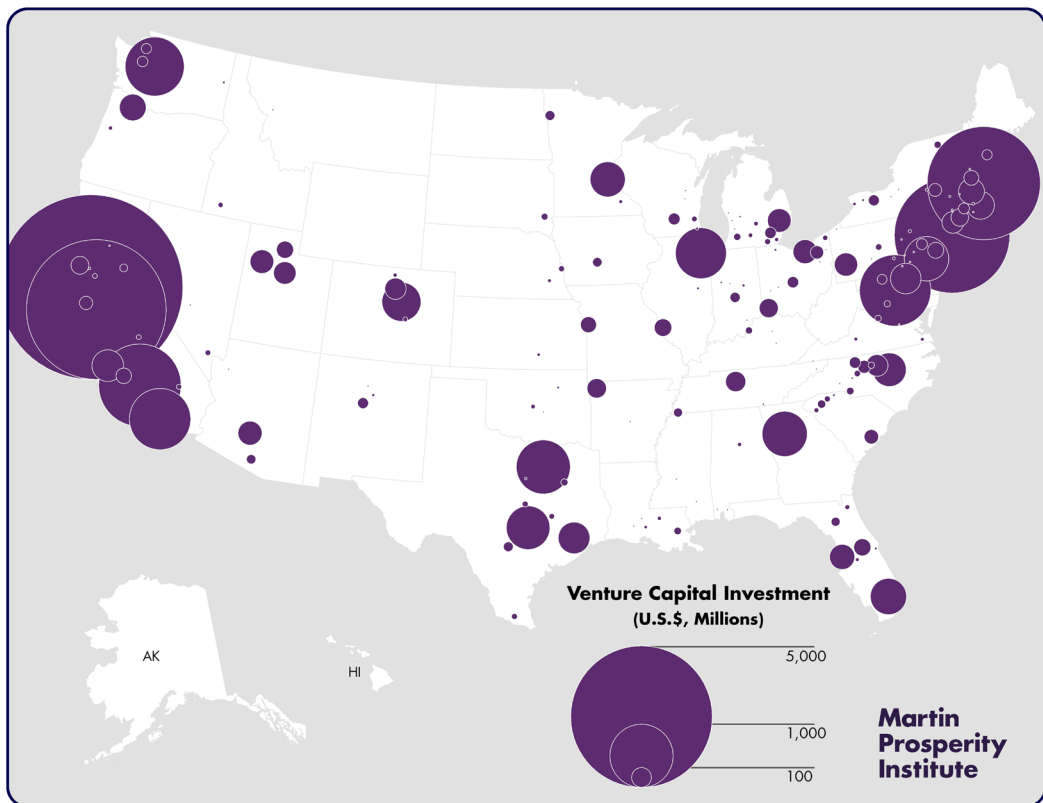 AK
HI
Venture Capital Investment
(U.S.$, Millions)
5,000
1,000
100
Martin
Prosperity
Institute